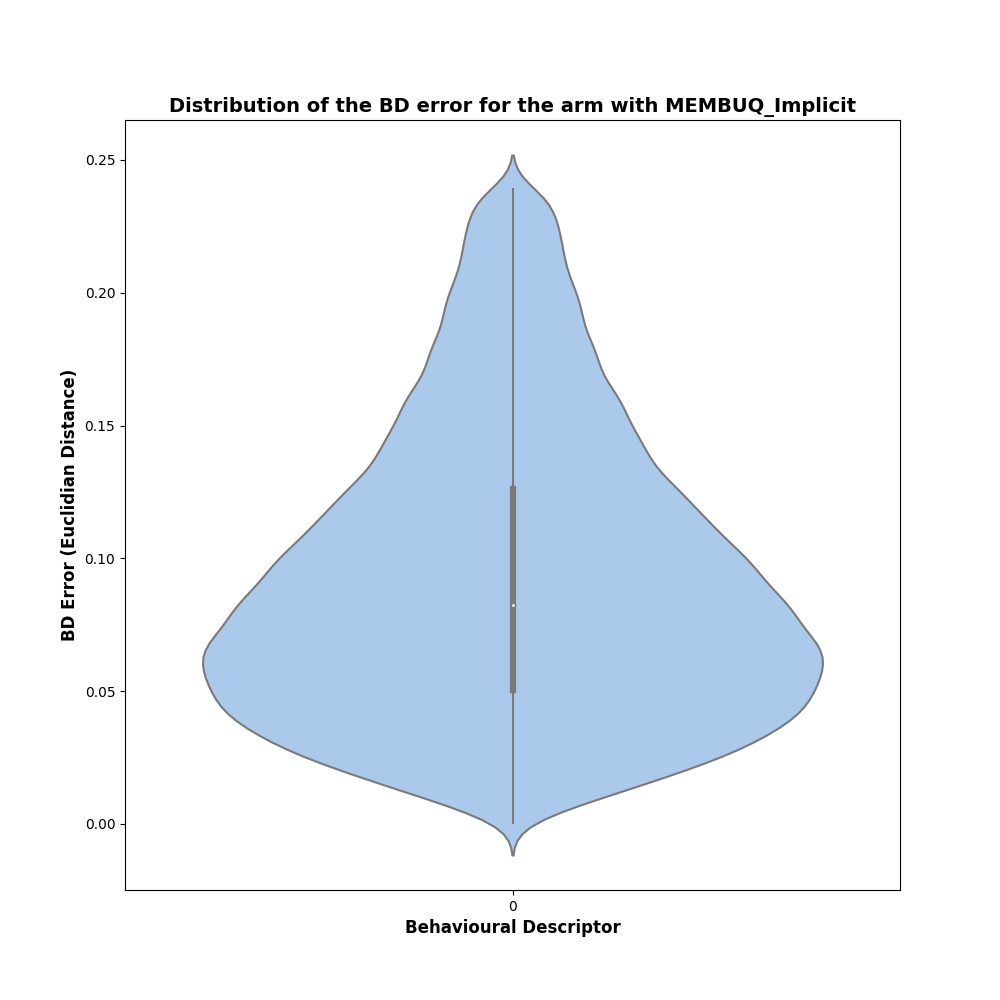 Distribution of the BD error for the arm with MEMBUQ_Implicit
0.25
0.20
0.15
0.10
0.05
0.00
BD Error (Euclidian Distance)
0
Behavioural Descriptor